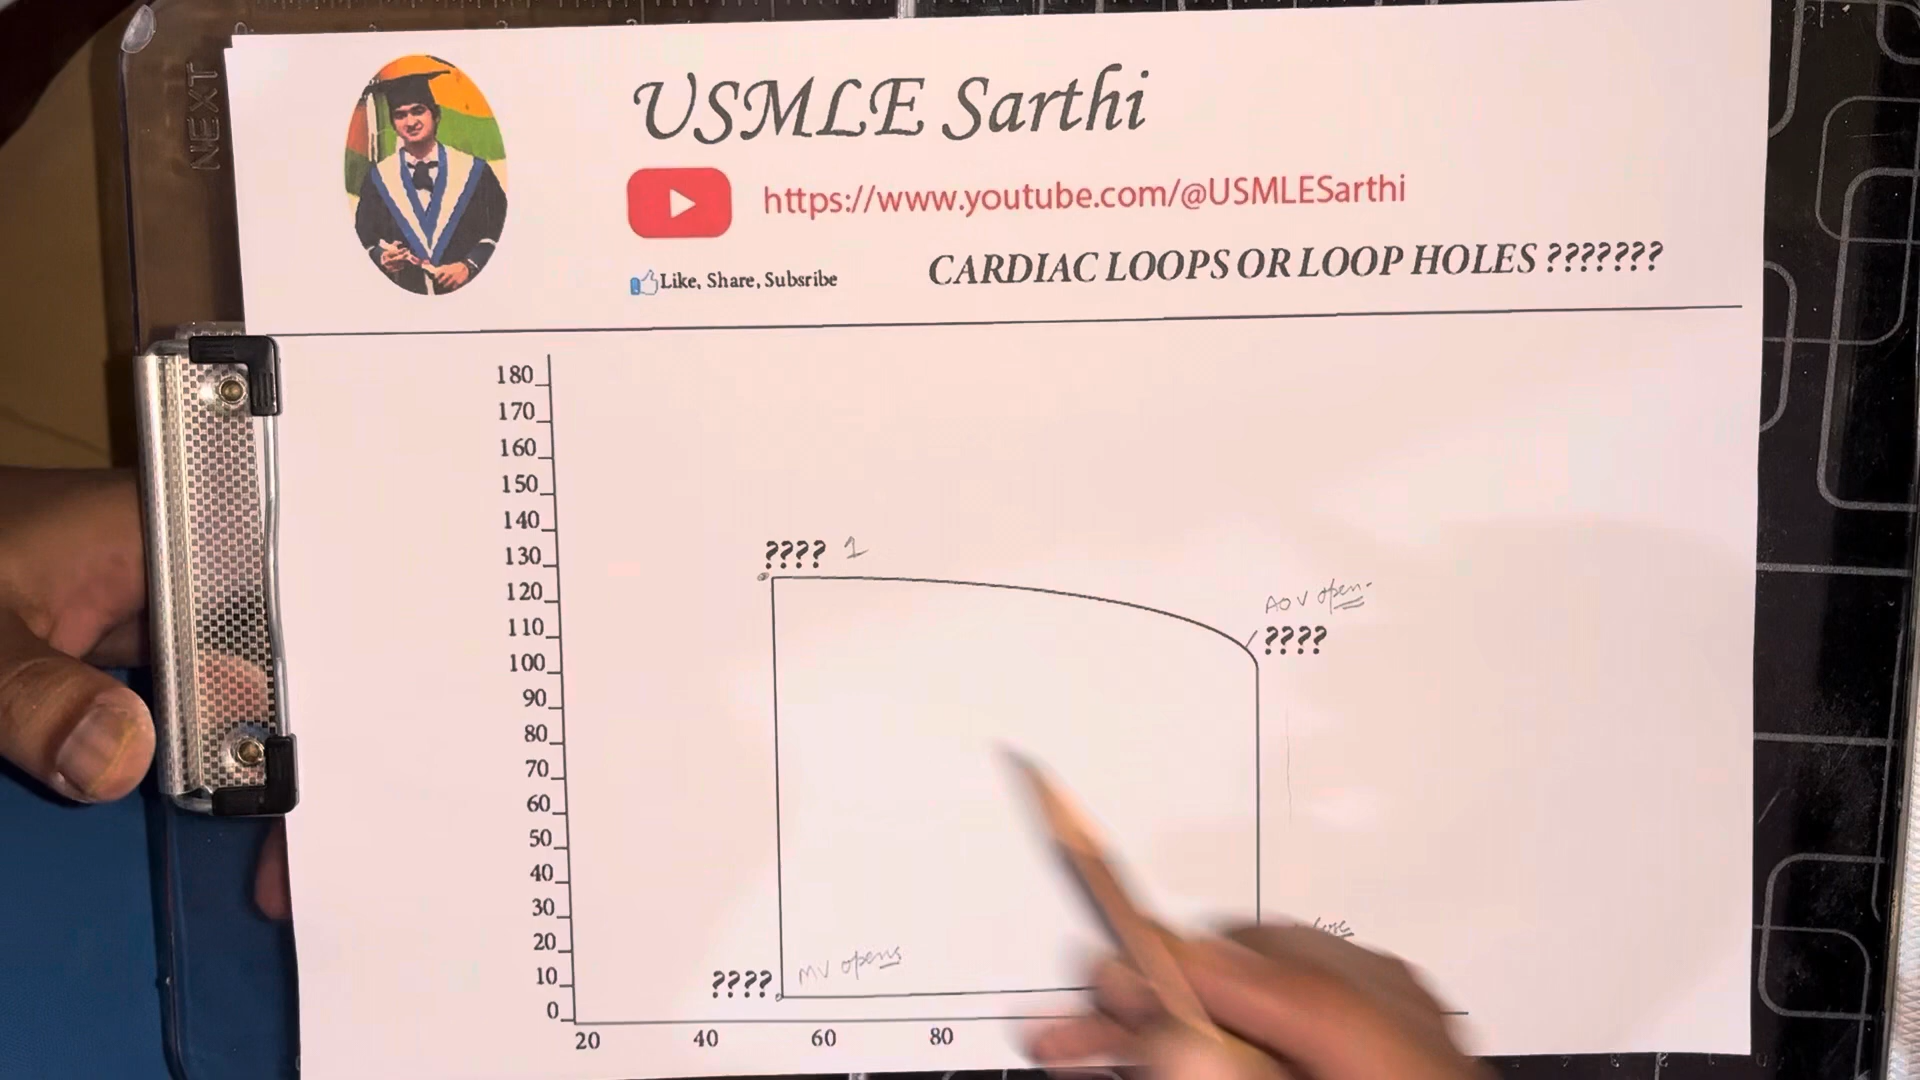 NEXT
USMLE Sarthi
https://www.youtube.com/@USMLESarthi
Like, Share, Subsribe
CARDIAC LOOPS OR LOOP HOLES ???????
180
170
160
150
140
130
120
110
100
90
80
70
60
50
40
30
20
10
0
???? 1
AOV open
????
???? MV opens
20 40 60 80